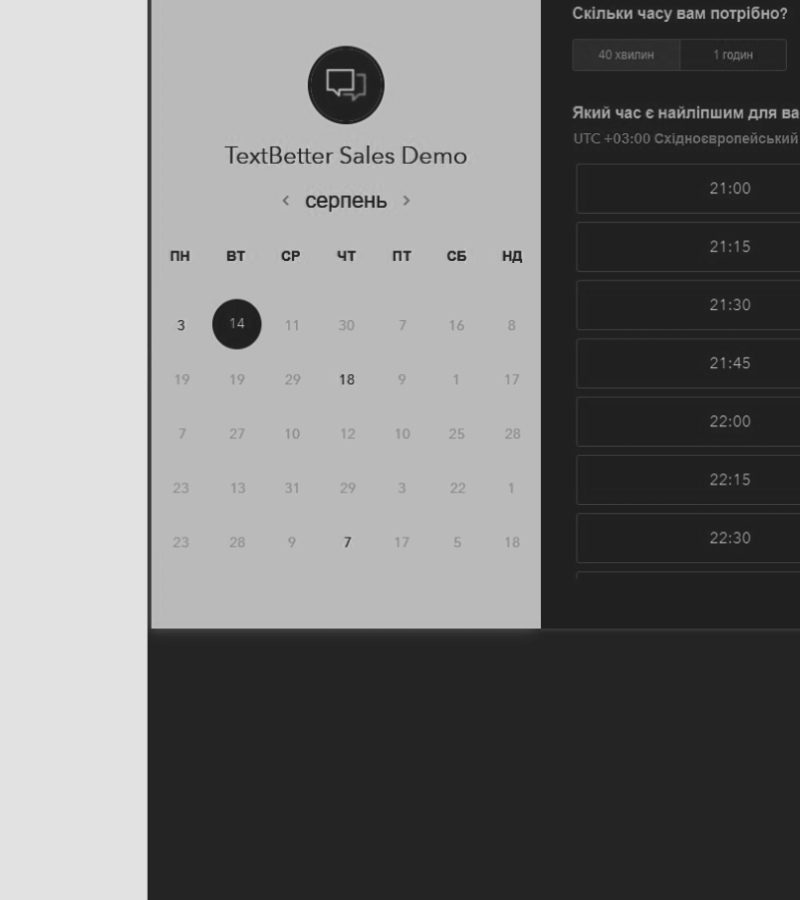 TextBetter Sales Demo
< серпень >
ПН ВТ СР ЧТ ПТ СБ НД
3 14 11 30 7 16 8
19 19 29 18 9 1 17
7 27 10 12 10 25 28
23 13 31 29 3 22 1
23 28 9 7 17 5 18
Скільки часу вам потрібно?
40 хвилин 1 годин
Який час є найліпшим для ва
UTC +03:00 Східноєвропейський
21:00
21:15
21:30
21:45
22:00
22:15
22:30